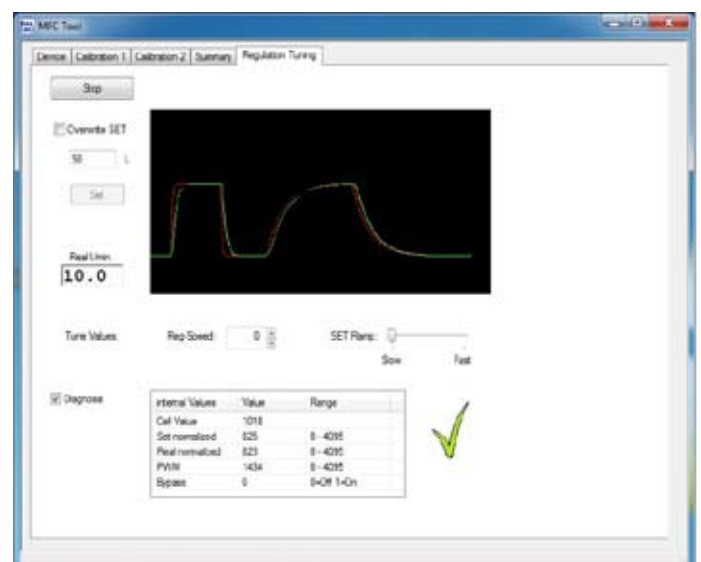 MFC Tool
Device Calibration 1 Calibration 2 Summary Regulation Tuning
Stop
Overwrite SET
50 L
Set
Real l/min
10.0
Tune Values: Reg-Speed: 0 SET Ramp:
Slow Fast
Diagnose
internal Values Value Range
Cell Value 1018
Set normalized 825 0 - 4095
Real normalized 823 0 - 4095
PWM 1434 0 - 4095
Bypass 0 0=Off 1=On